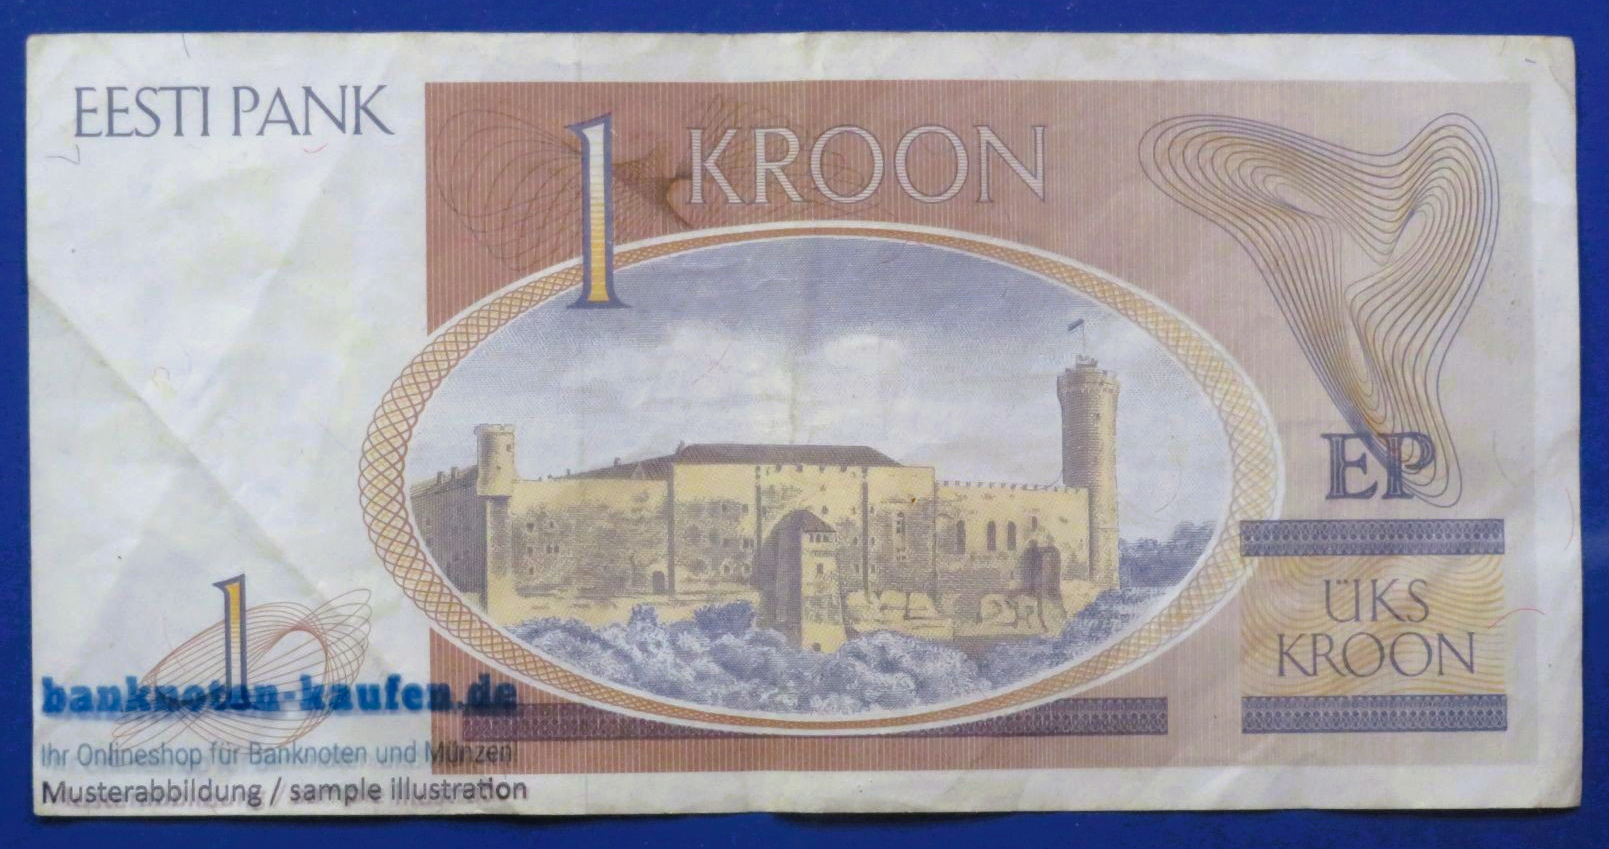 EESTI PANK
1 KROON
EP
ÜKS
KROON
1
banknoten-kaufen.de
Ihr Onlineshop für Banknoten und Münzen!
Musterabbildung / sample illustration